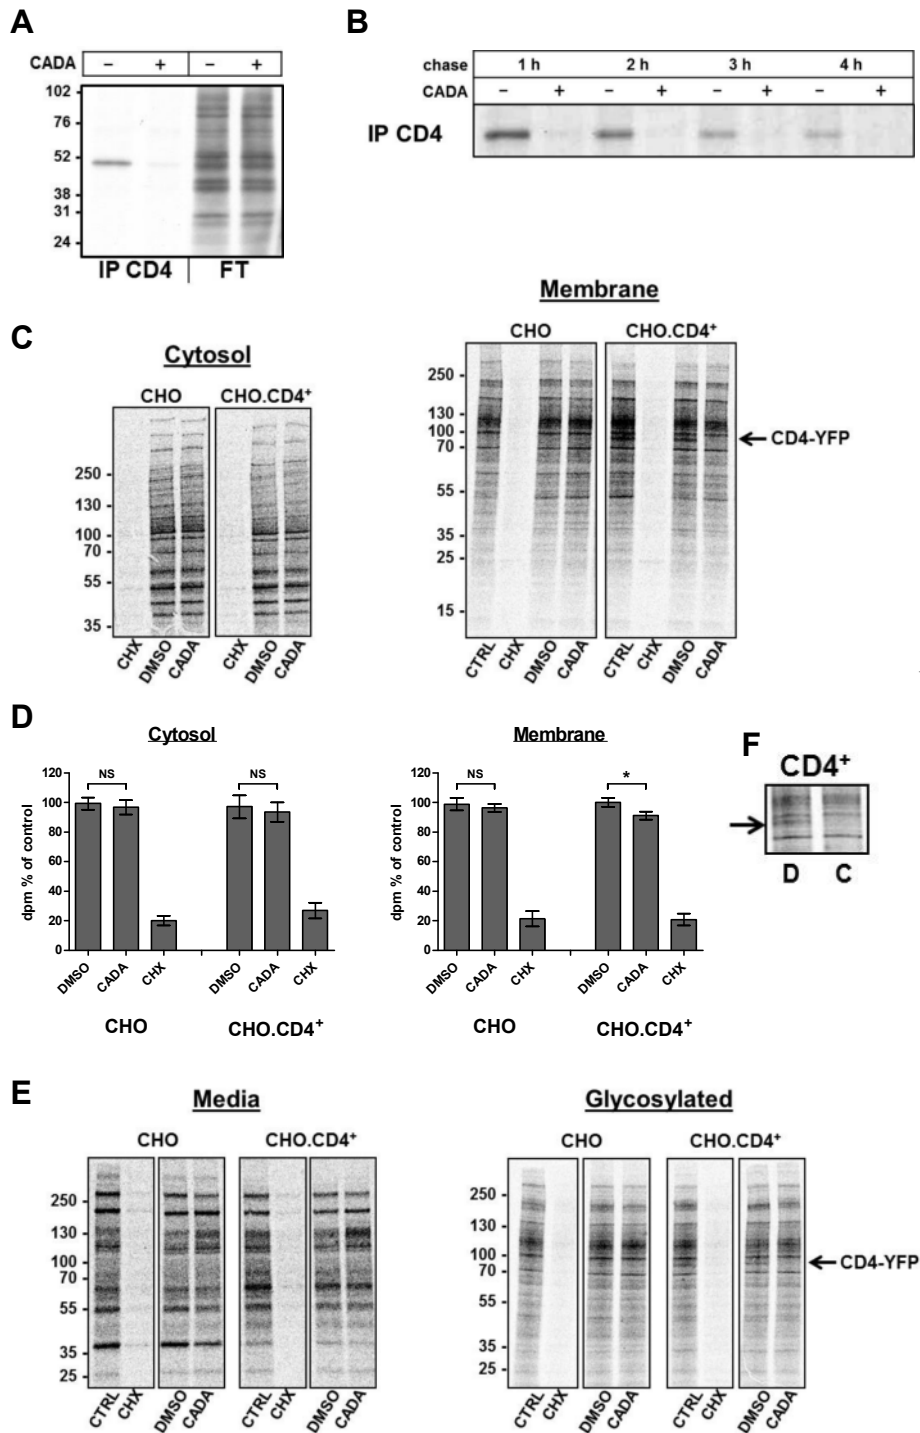 A
CADA – + – +
102
76
52
38
31
24
IP CD4 FT
B
chase 1 h 2 h 3 h 4 h
CADA – + – + – + – +
IP CD4
C
Cytosol
CHO CHO.CD4+
250
130
100
70
55
35
CHX DMSO CADA CHX DMSO CADA
Membrane
CHO CHO.CD4+
250
130
100
70
55
35
25
15
CD4-YFP
CTRL CHX DMSO CADA CTRL CHX DMSO CADA
D
Cytosol
dpm % of control
120
100
80
60
40
20
0
NS NS
DMSO CADA CHX DMSO CADA CHX
CHO CHO.CD4+
Membrane
dpm % of control
120
100
80
60
40
20
0
NS *
DMSO CADA CHX DMSO CADA CHX
CHO CHO.CD4+
F
CD4+
D C
E
Media
CHO CHO.CD4+
250
130
100
70
55
35
25
CTRL CHX DMSO CADA CTRL CHX DMSO CADA
Glycosylated
CHO CHO.CD4+
250
130
100
70
55
35
25
CD4-YFP
CTRL CHX DMSO CADA CTRL CHX DMSO CADA